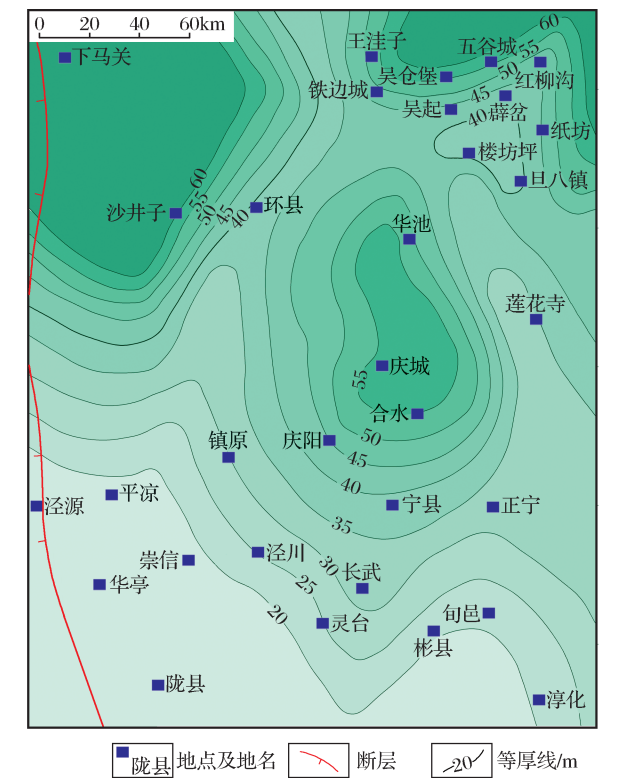 0 20 40 60km
60
王洼子
五谷城
55
下马关
吴仓堡
50
红柳沟
铁边城
45
吴起
40
薜岔
纸坊
楼坊坪
60
旦八镇
55
沙井子
50
45
40
环县
华池
莲花寺
庆城
55
合水
镇原
庆阳
50
45
40
平凉
泾源
宁县
正宁
35
崇信
泾川
30
长武
华亭
25
20
灵台
旬邑
彬县
陇县
淳化
陇县 地点及地名
断层
20 等厚线/m